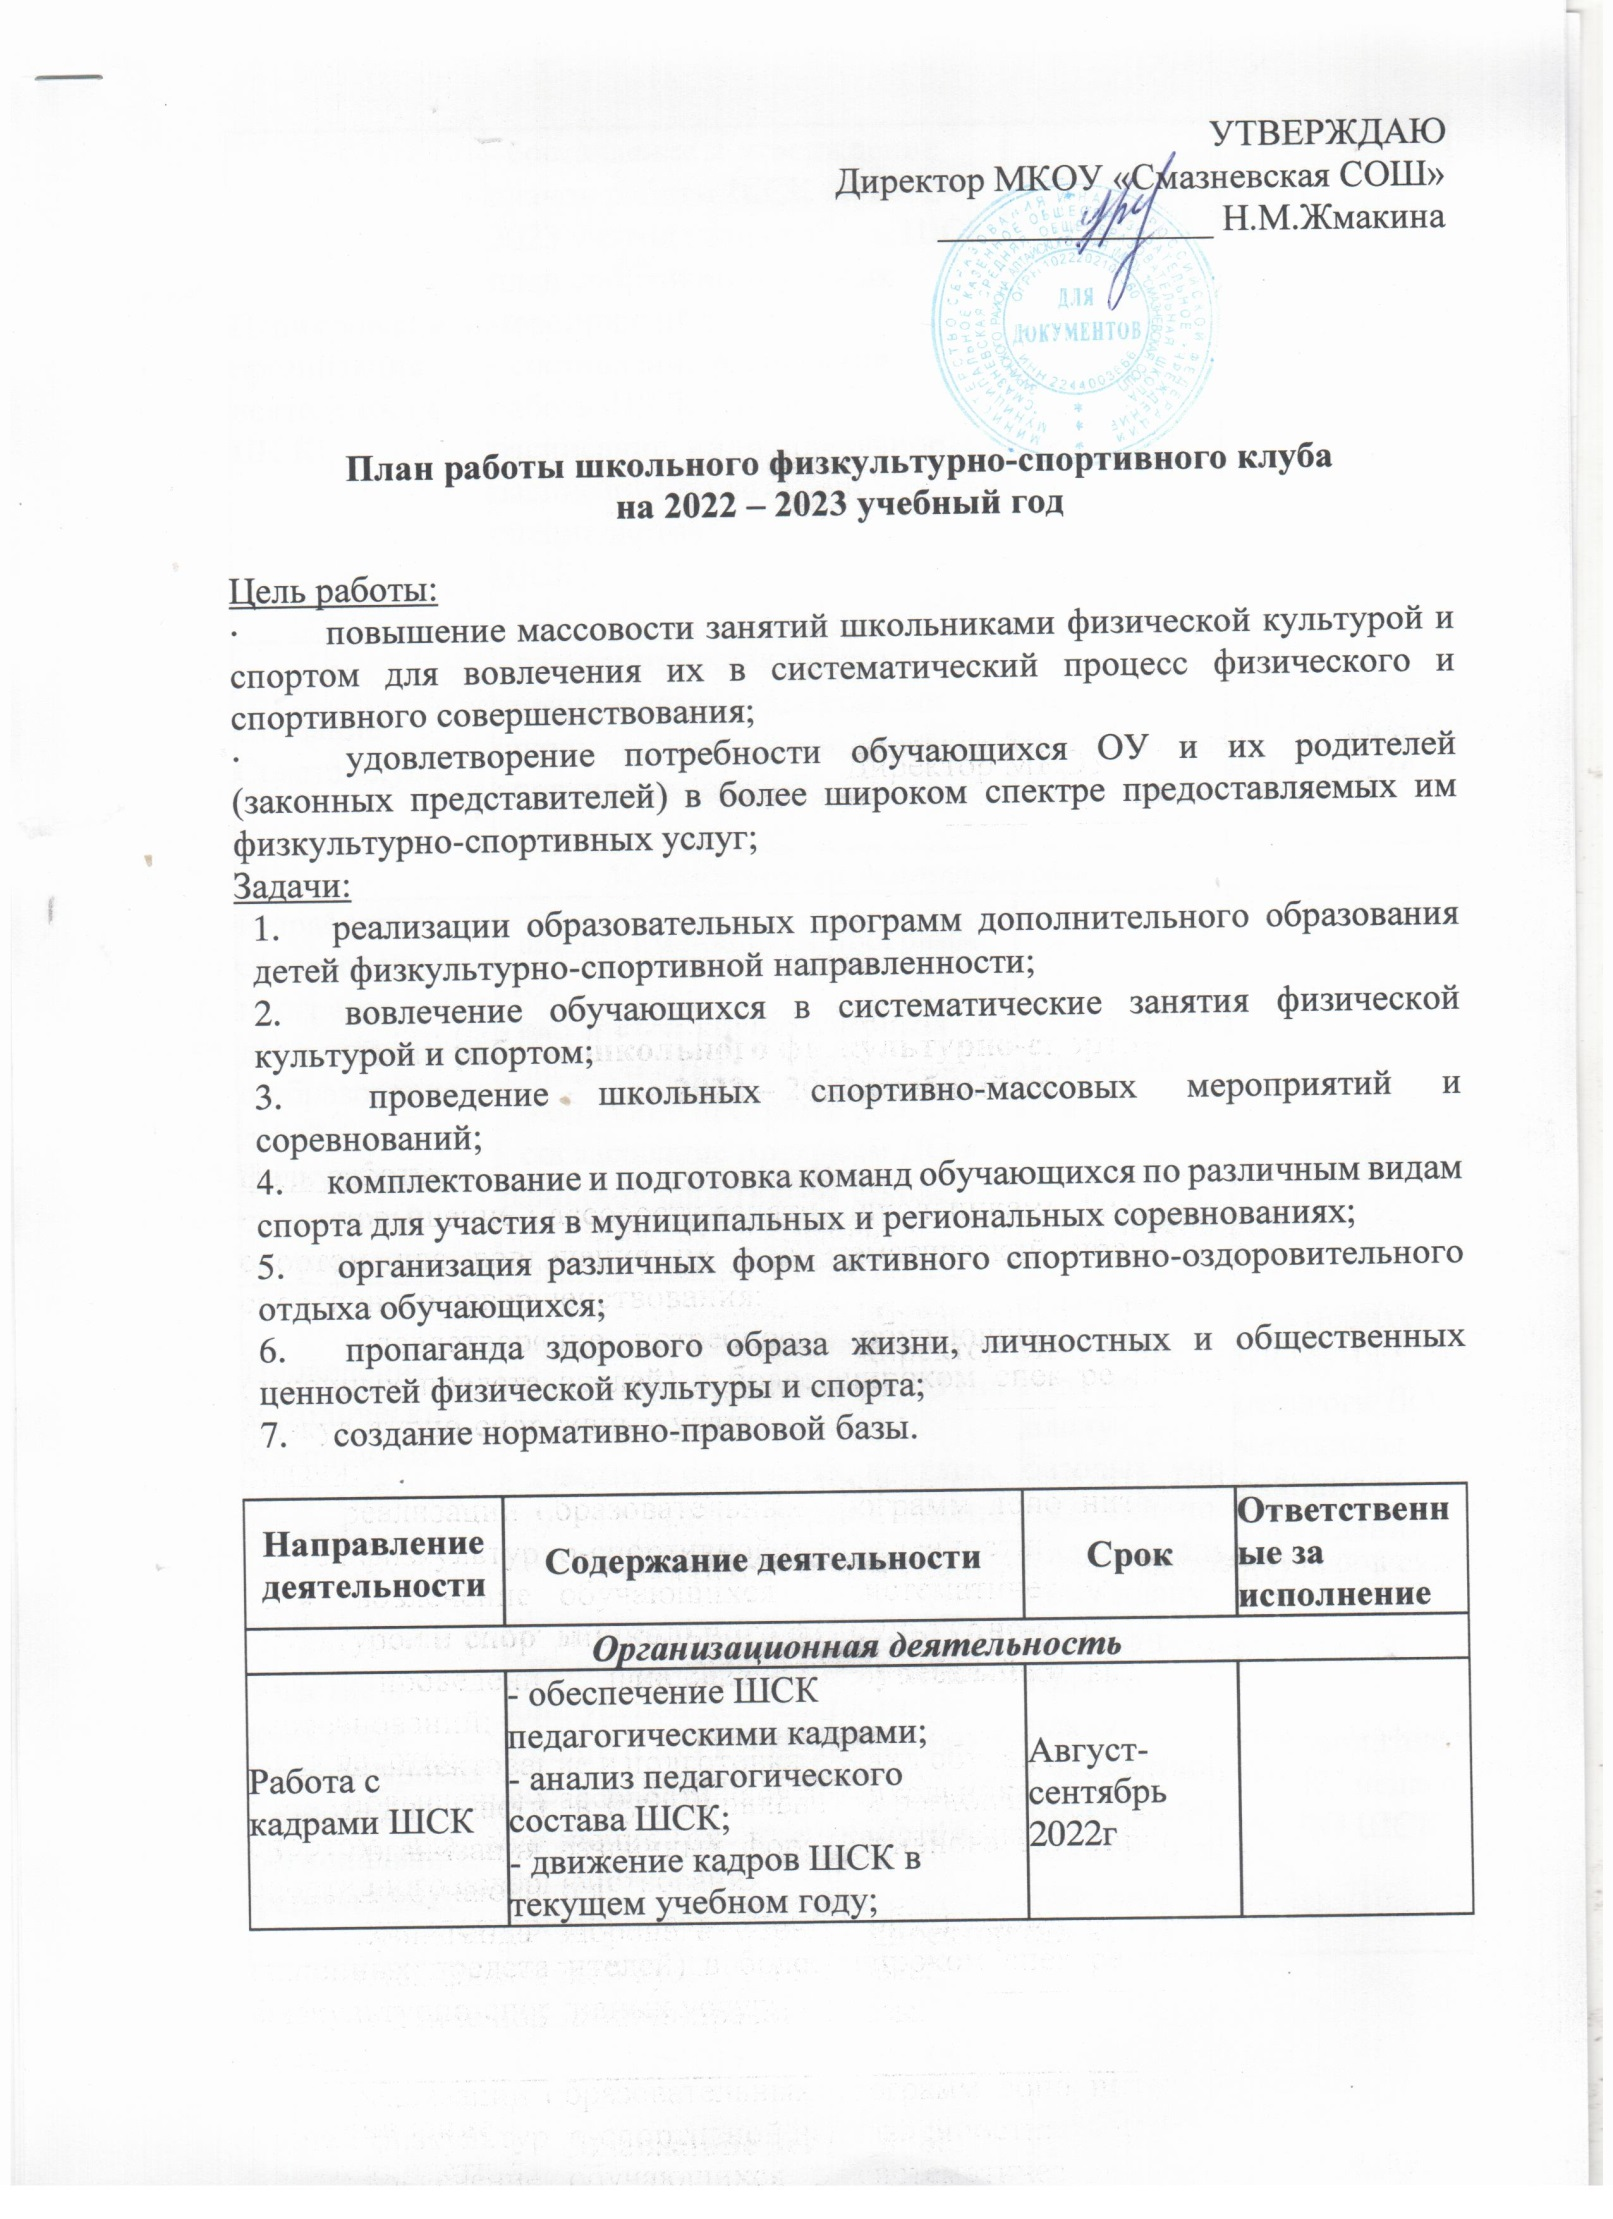 УТВЕРЖДАЮ
Директор МКОУ «Смазневская СОШ»
Н.М.Жмакина
ДЛЯ
ДОКУМЕНТОВ
ИНН 2244003666
План работы школьного физкультурно-спортивного клуба
на 2022 – 2023 учебный год
Цель работы:
· повышение массовости занятий школьниками физической культурой и
спортом для вовлечения их в систематический процесс физического и
спортивного совершенствования;
· удовлетворение потребности обучающихся ОУ и их родителей
(законных представителей) в более широком спектре предоставляемых им
физкультурно-спортивных услуг;
Задачи:
1. реализации образовательных программ дополнительного образования
детей физкультурно-спортивной направленности;
2. вовлечение обучающихся в систематические занятия физической
культурой и спортом;
3. проведение школьных спортивно-массовых мероприятий и
соревнований;
4. комплектование и подготовка команд обучающихся по различным видам
спорта для участия в муниципальных и региональных соревнованиях;
5. организация различных форм активного спортивно-оздоровительного
отдыха обучающихся;
6. пропаганда здорового образа жизни, личностных и общественных
ценностей физической культуры и спорта;
7. создание нормативно-правовой базы.
Направление
деятельности
Содержание деятельности
Срок
Ответственн
ые за
исполнение
Организационная деятельность
Работа с
кадрами ШСК
- обеспечение ШСК
педагогическими кадрами;
- анализ педагогического
состава ШСК;
- движение кадров ШСК в
текущем учебном году;
Август-
сентябрь
2022г